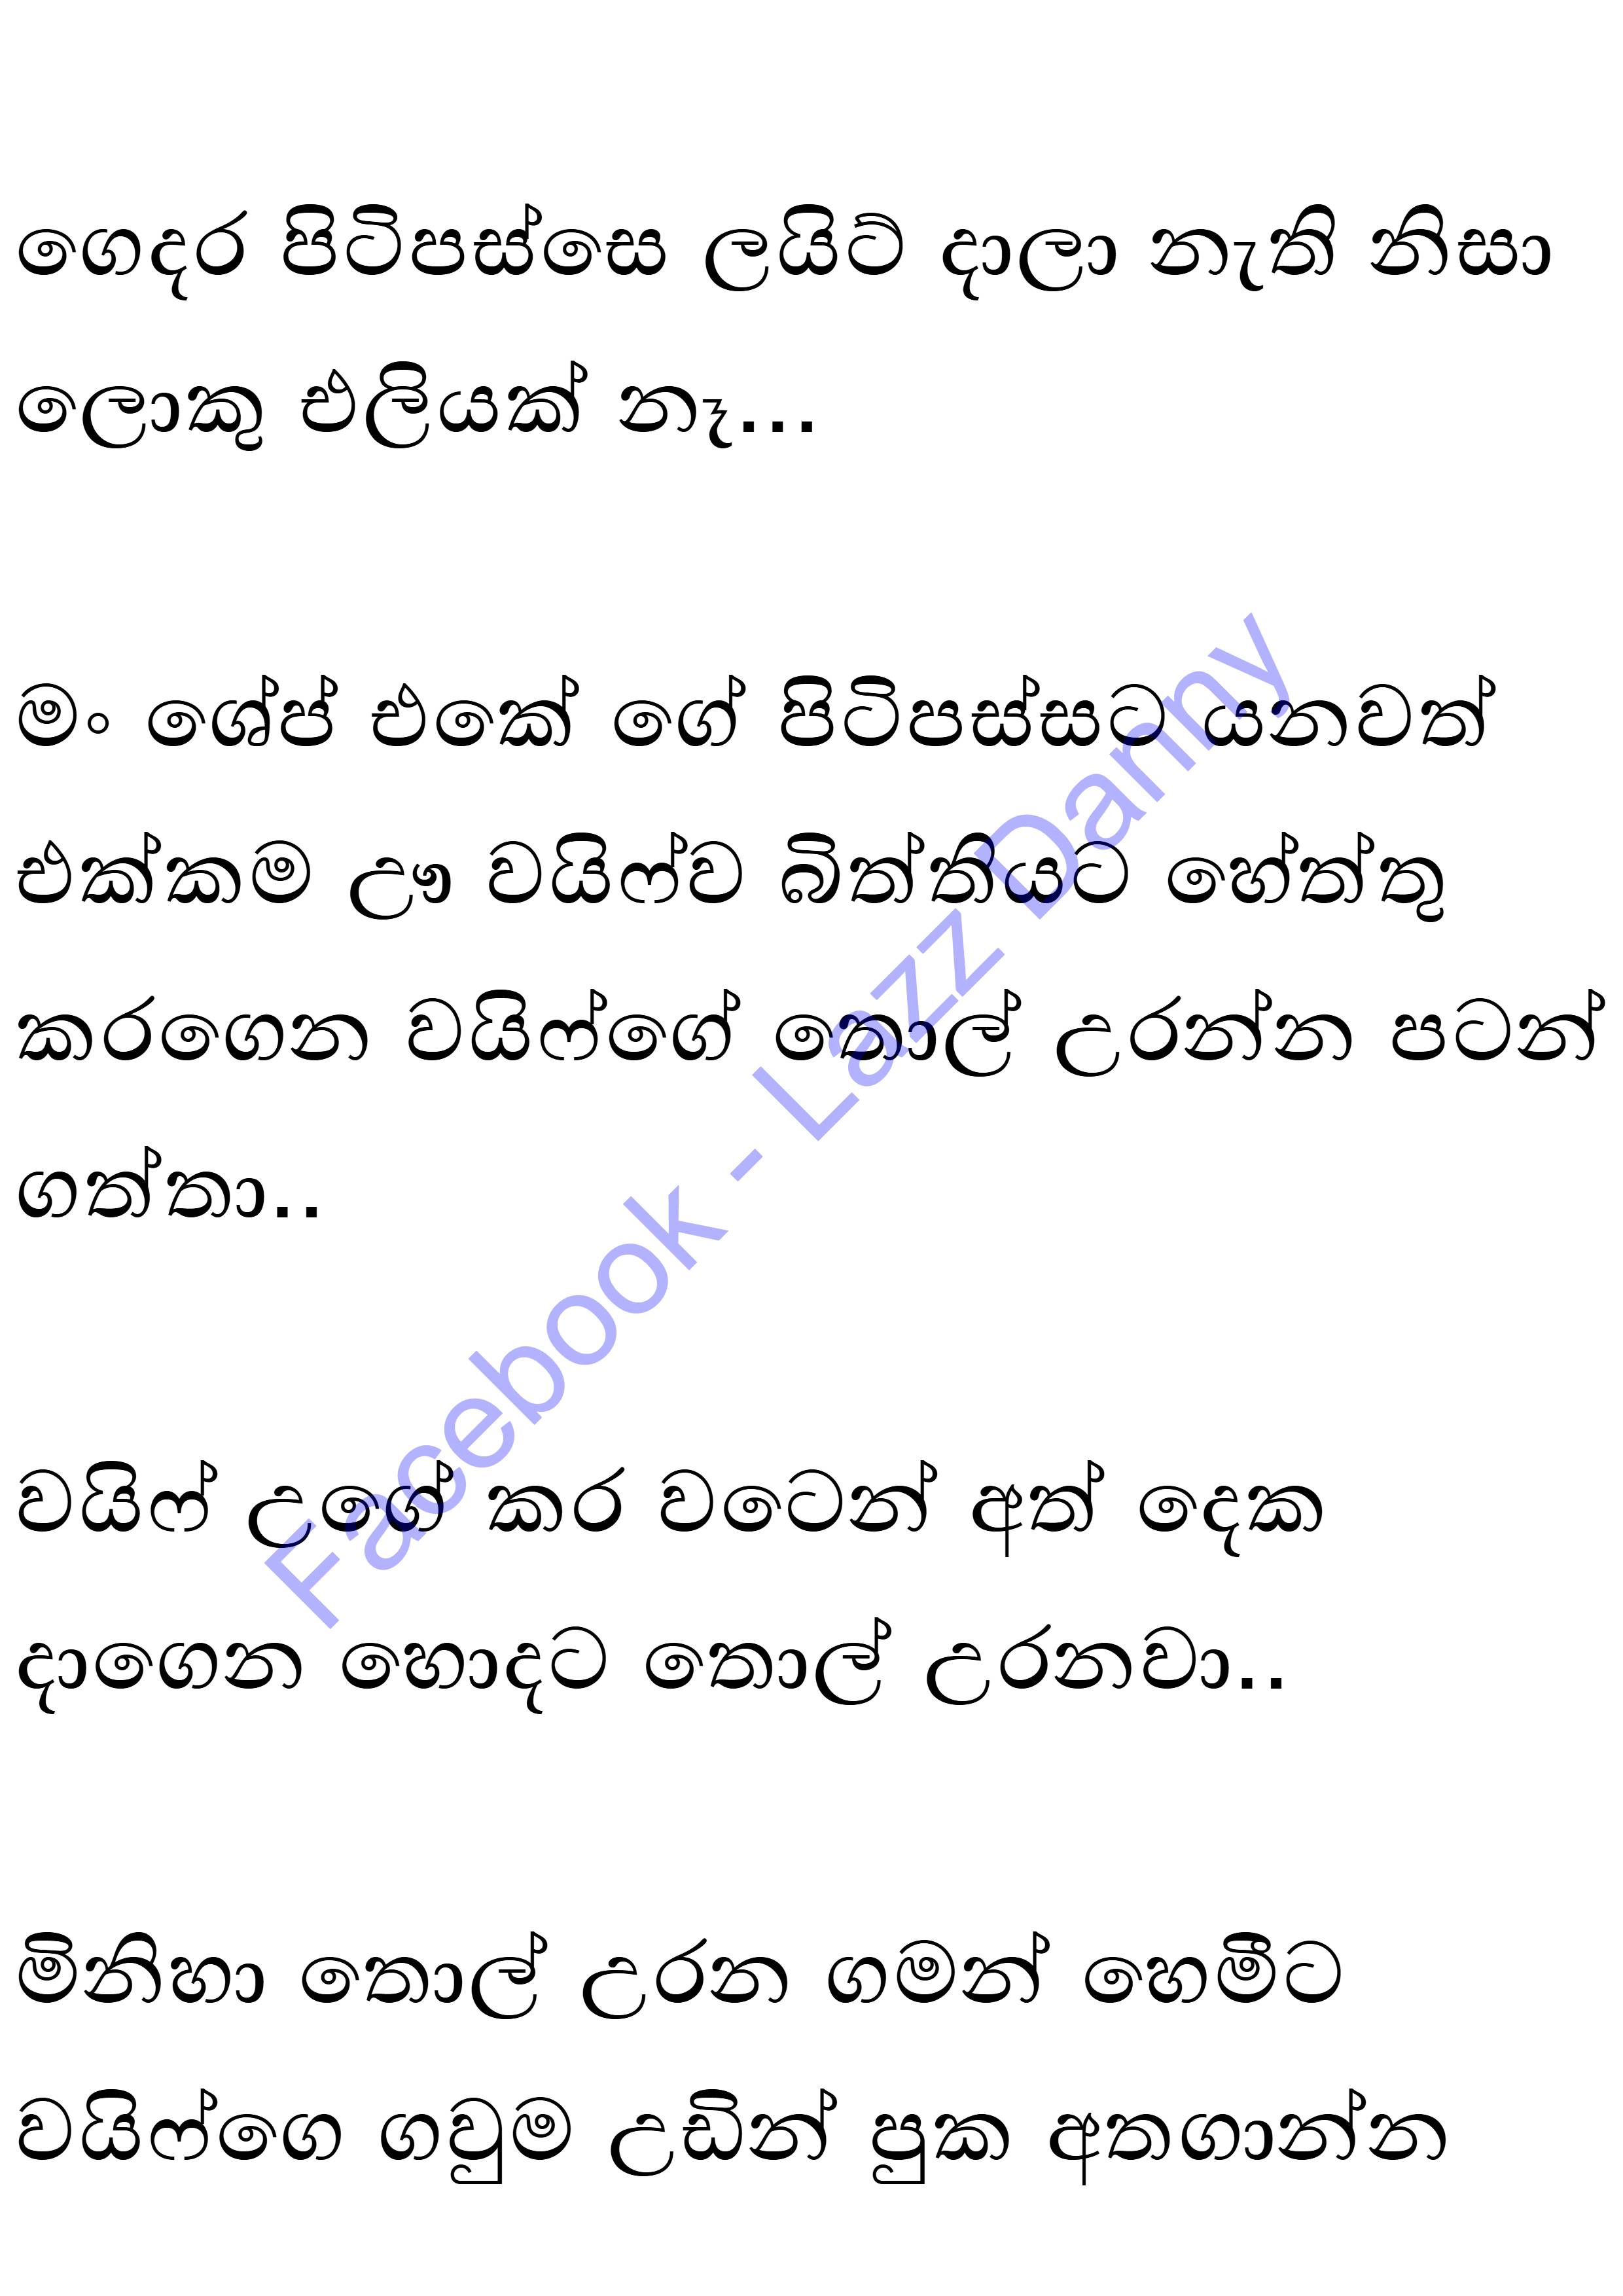 ගෙදර පිටිපස්සෙ ලයිට් දාලා නැති නිසා
ලොකු එලියක් නෑ...
මං ශේප් එකේ ගේ පිටිපස්සට යනවත්
එක්කම ඌ වයිෆ්ව බිත්තියට හේත්තු
කරගෙන වයිෆ්ගේ තොල් උරන්න පටන්
ගත්තා..
වයිෆ් උගේ කර වටෙන් අත් දෙක
දාගෙන හොදට තොල් උරනවා..
මිනිහා තොල් උරන ගමන් හෙමීට
වයිෆ්ගෙ ගවුම උඩින් පුක අතගාන්න
Facebook - Lazz Danny